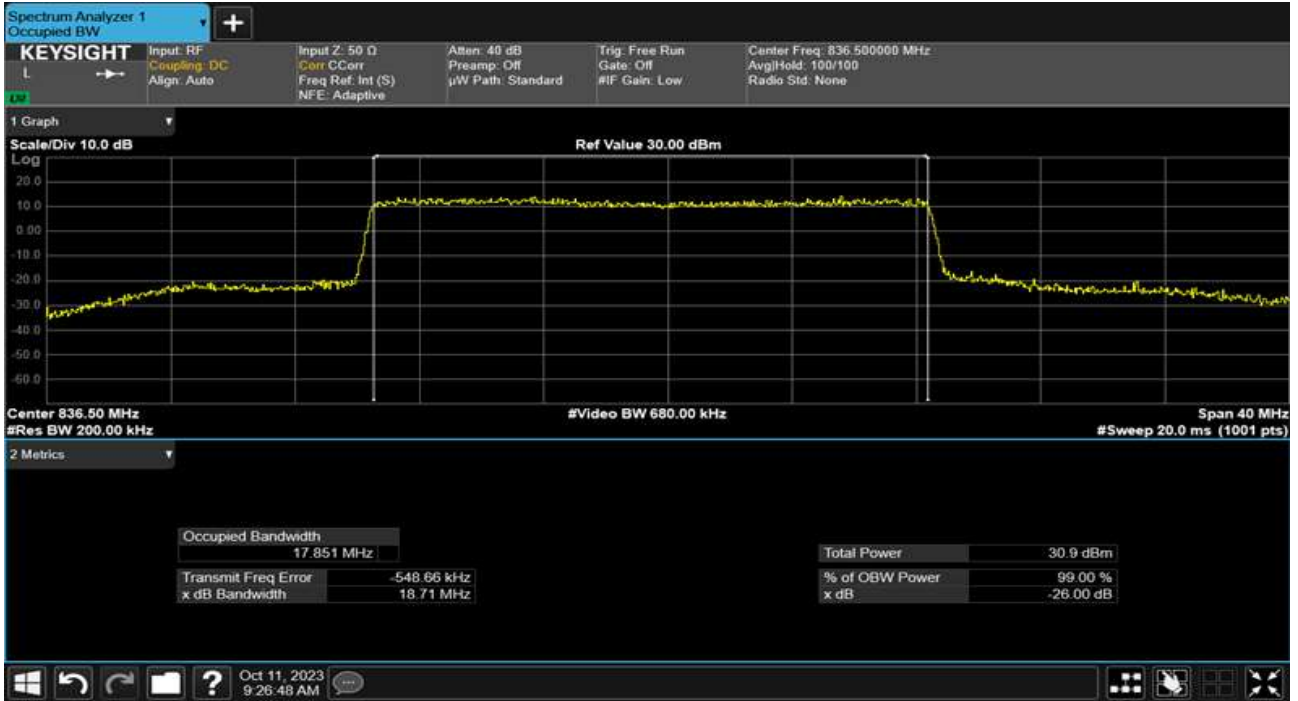 Spectrum Analyzer 1
Occupied BW
+
KEYSIGHT
L
Input: RF
Coupling: DC
Align: Auto
Input Z: 50 Ω
Corr CCorr
Freq Ref: Int (S)
NFE: Adaptive
Atten: 40 dB
Preamp: Off
µW Path: Standard
Trig: Free Run
Gate: Off
#IF Gain: Low
Center Freq: 836.500000 MHz
Avg|Hold: 100/100
Radio Std: None
1 Graph
Scale/Div 10.0 dB
Ref Value 30.00 dBm
Log
20.0
10.0
0.00
-10.0
-20.0
-30.0
-40.0
-50.0
-60.0
Center 836.50 MHz
#Video BW 680.00 kHz
Span 40 MHz
#Res BW 200.00 kHz
#Sweep 20.0 ms (1001 pts)
2 Metrics
Occupied Bandwidth
17.851 MHz
Total Power 30.9 dBm
Transmit Freq Error -548.66 kHz
% of OBW Power 99.00 %
x dB Bandwidth 18.71 MHz
x dB -26.00 dB
?
Oct 11, 2023
9:26:48 AM